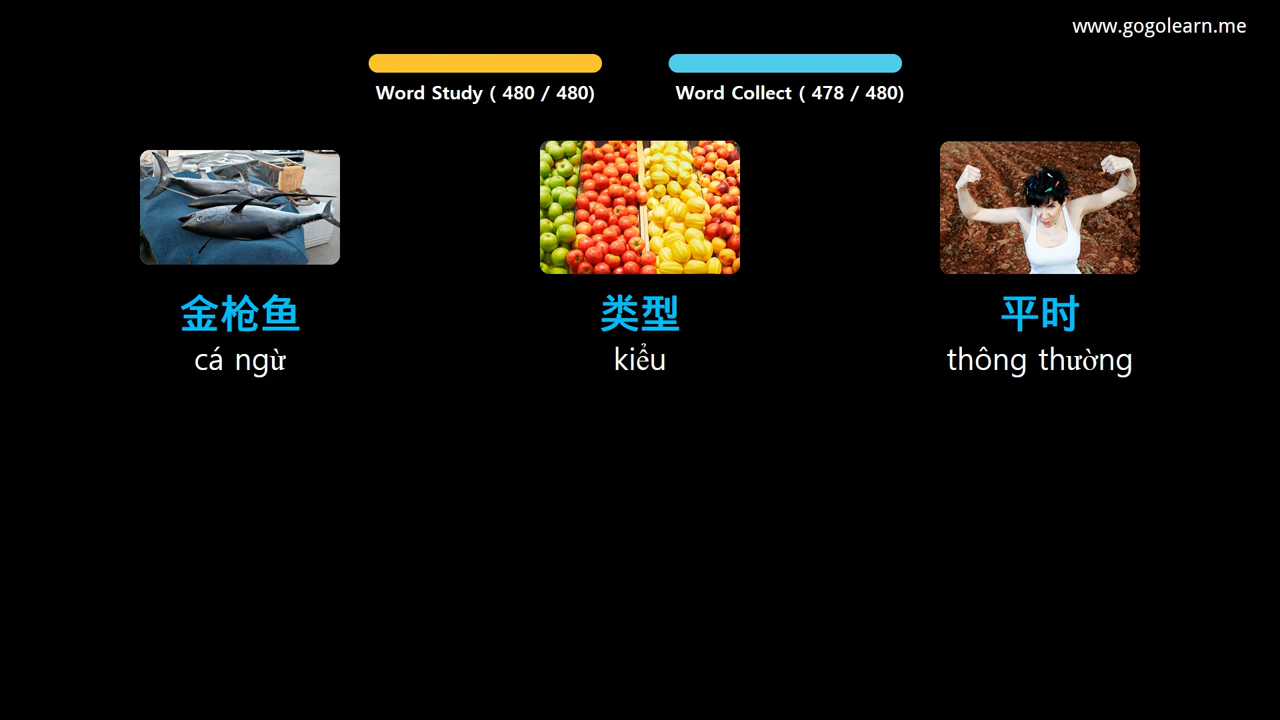 www.gogolearn.me
Word Study ( 480 / 480)
Word Collect ( 478 / 480)
金枪鱼
类型
平时
cá ngừ
kiểu
thông thường